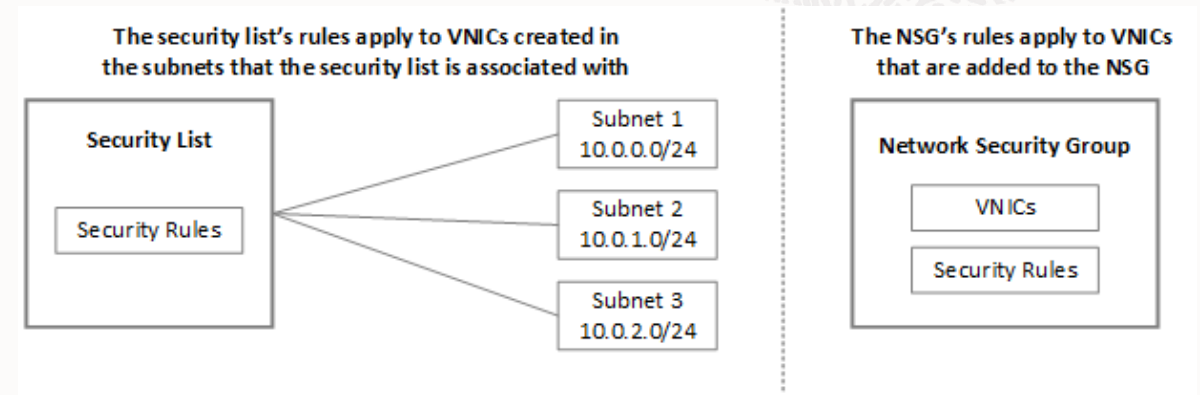 The security list's rules apply to VNICs created in
the subnets that the security list is associated with
Security List
Security Rules
Subnet 1
10.0.0.0/24
Subnet 2
10.0.1.0/24
Subnet 3
10.0.2.0/24
The NSG's rules apply to VNICs
that are added to the NSG
Network Security Group
VNICs
Security Rules